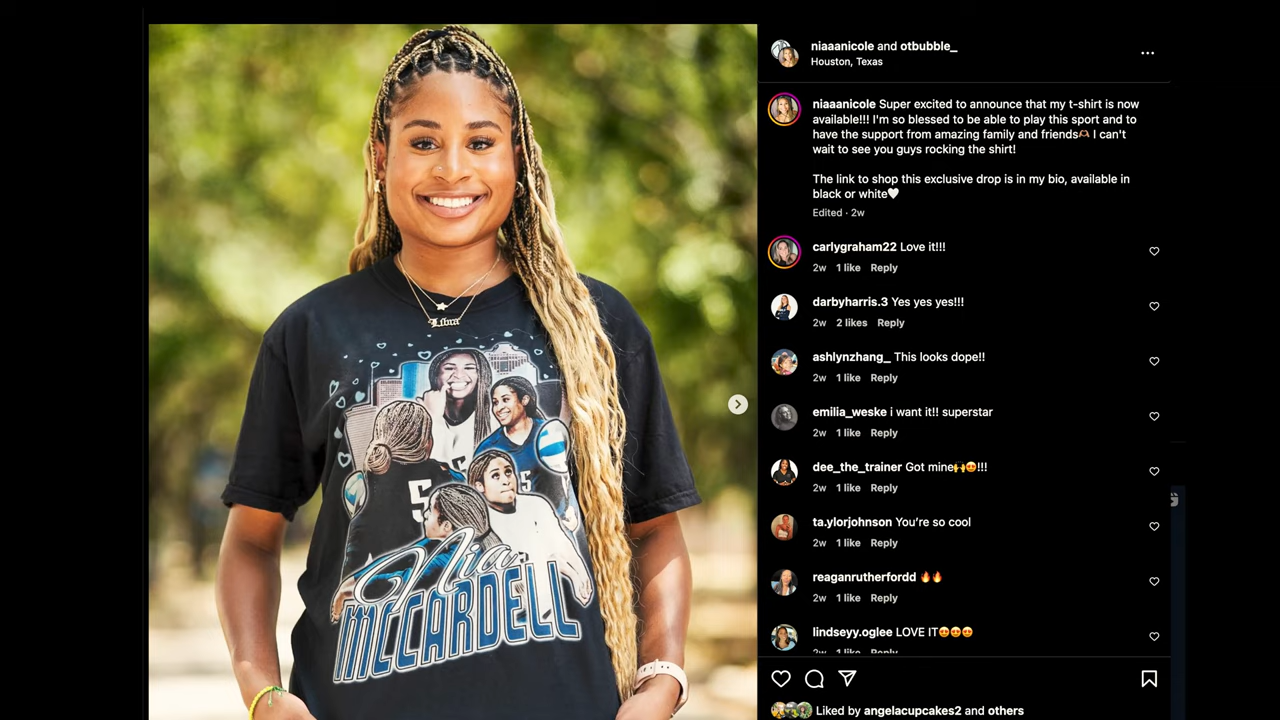 niaaanicole and otbubble_
Houston, Texas
niaaanicole Super excited to announce that my t-shirt is now
available!!! I'm so blessed to be able to play this sport and to
have the support from amazing family and friends🫶🏽 I can't
wait to see you guys rocking the shirt!
The link to shop this exclusive drop is in my bio, available in
black or white🤍
Edited · 2w
carlygraham22 Love it!!!
2w 1 like Reply
darbyharris.3 Yes yes yes!!!
2w 2 likes Reply
ashlynzhang_ This looks dope!!
2w 1 like Reply
emilia_weske i want it!! superstar
2w 1 like Reply
dee_the_trainer Got mine🙌😍!!!
2w 1 like Reply
ta.ylorjohnson You're so cool
2w 1 like Reply
reaganrutherfordd 🔥🔥
2w 1 like Reply
lindseyy.oglee LOVE IT😍😍😍
2w 1 like Reply
Liked by angelacupcakes2 and others
Libra
5
5
Nia
MCCARDELL